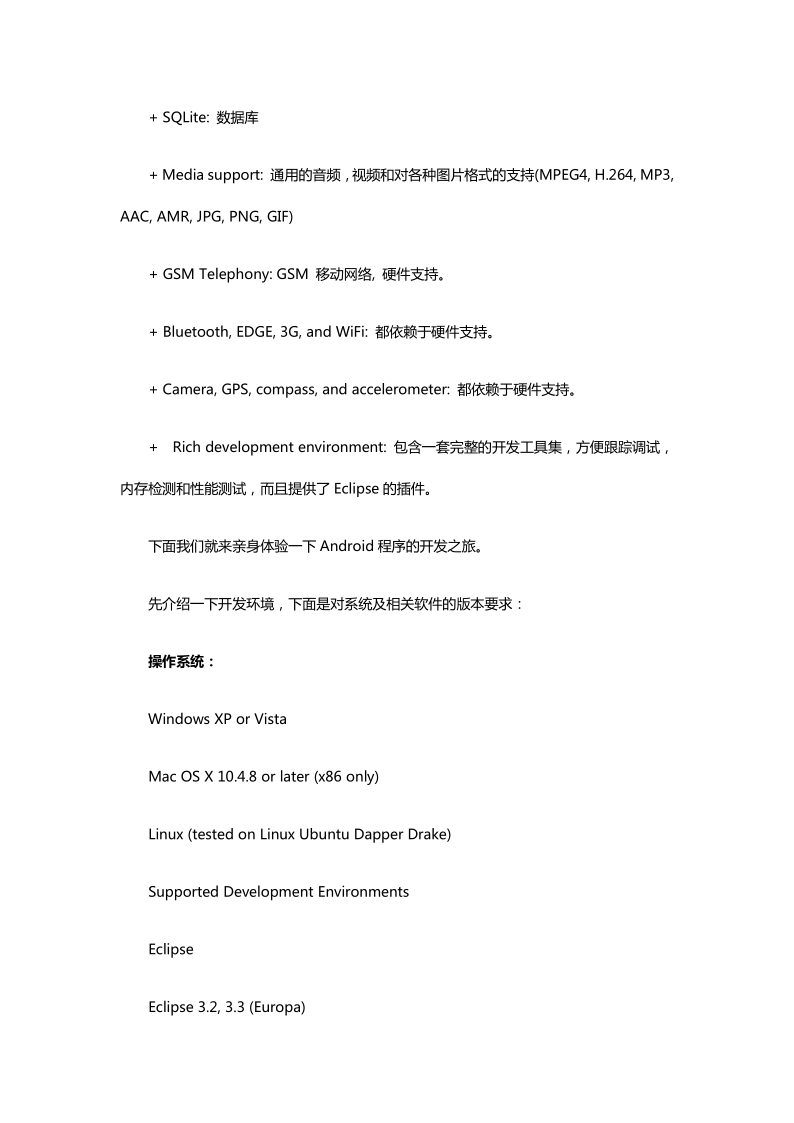 + SQLite: 数据库
+ Media support: 通用的音频，视频和对各种图片格式的支持(MPEG4, H.264, MP3,
AAC, AMR, JPG, PNG, GIF)
+ GSM Telephony: GSM 移动网络, 硬件支持。
+ Bluetooth, EDGE, 3G, and WiFi: 都依赖于硬件支持。
+ Camera, GPS, compass, and accelerometer: 都依赖于硬件支持。
+ Rich development environment: 包含一套完整的开发工具集，方便跟踪调试，
内存检测和性能测试，而且提供了 Eclipse 的插件。
下面我们就来亲身体验一下 Android 程序的开发之旅。
先介绍一下开发环境，下面是对系统及相关软件的版本要求：
操作系统：
Windows XP or Vista
Mac OS X 10.4.8 or later (x86 only)
Linux (tested on Linux Ubuntu Dapper Drake)
Supported Development Environments
Eclipse
Eclipse 3.2, 3.3 (Europa)